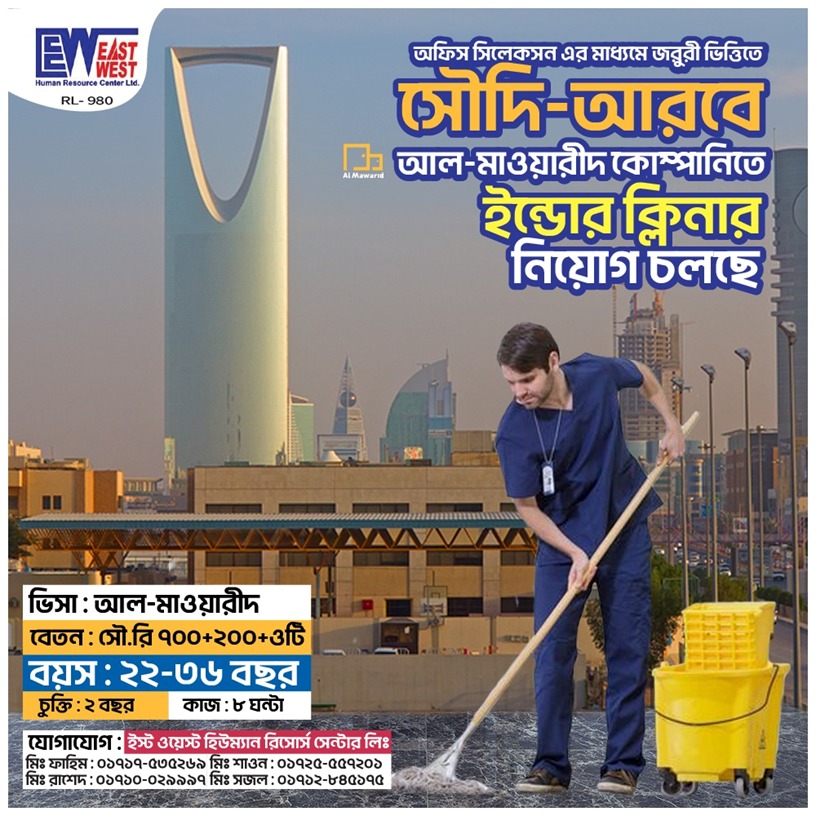 EW EAST
WEST
Human Resource Center Ltd.
RL- 980
অফিস সিলেকসন এর মাধ্যমে জরুরী ভিত্তিতে
সৌদি-আরবে
Al Mawarid
আল-মাওয়ারীদ কোম্পানিতে
ইন্ডোর ক্লিনার
নিয়োগ চলছে
ভিসা : আল-মাওয়ারীদ
বেতন : সৌ.রি ৭০০+২০০+ওটি
বয়স : ২২-৩৬ বছর
চুক্তি : ২ বছর কাজ : ৮ ঘন্টা
যোগাযোগ : ইস্ট ওয়েস্ট হিউম্যান রিসোর্স সেন্টার লিঃ
মিঃ ফাহিম : ০১৭১৭-৫৩৫২৬৯ মিঃ শাওন : ০১৭২৫-৫৫৭২০১
মিঃ রাশেদ : ০১৭১০-০২৯৯৯৭ মিঃ সজল : ০১৭১২-৮৪৫১৭৫